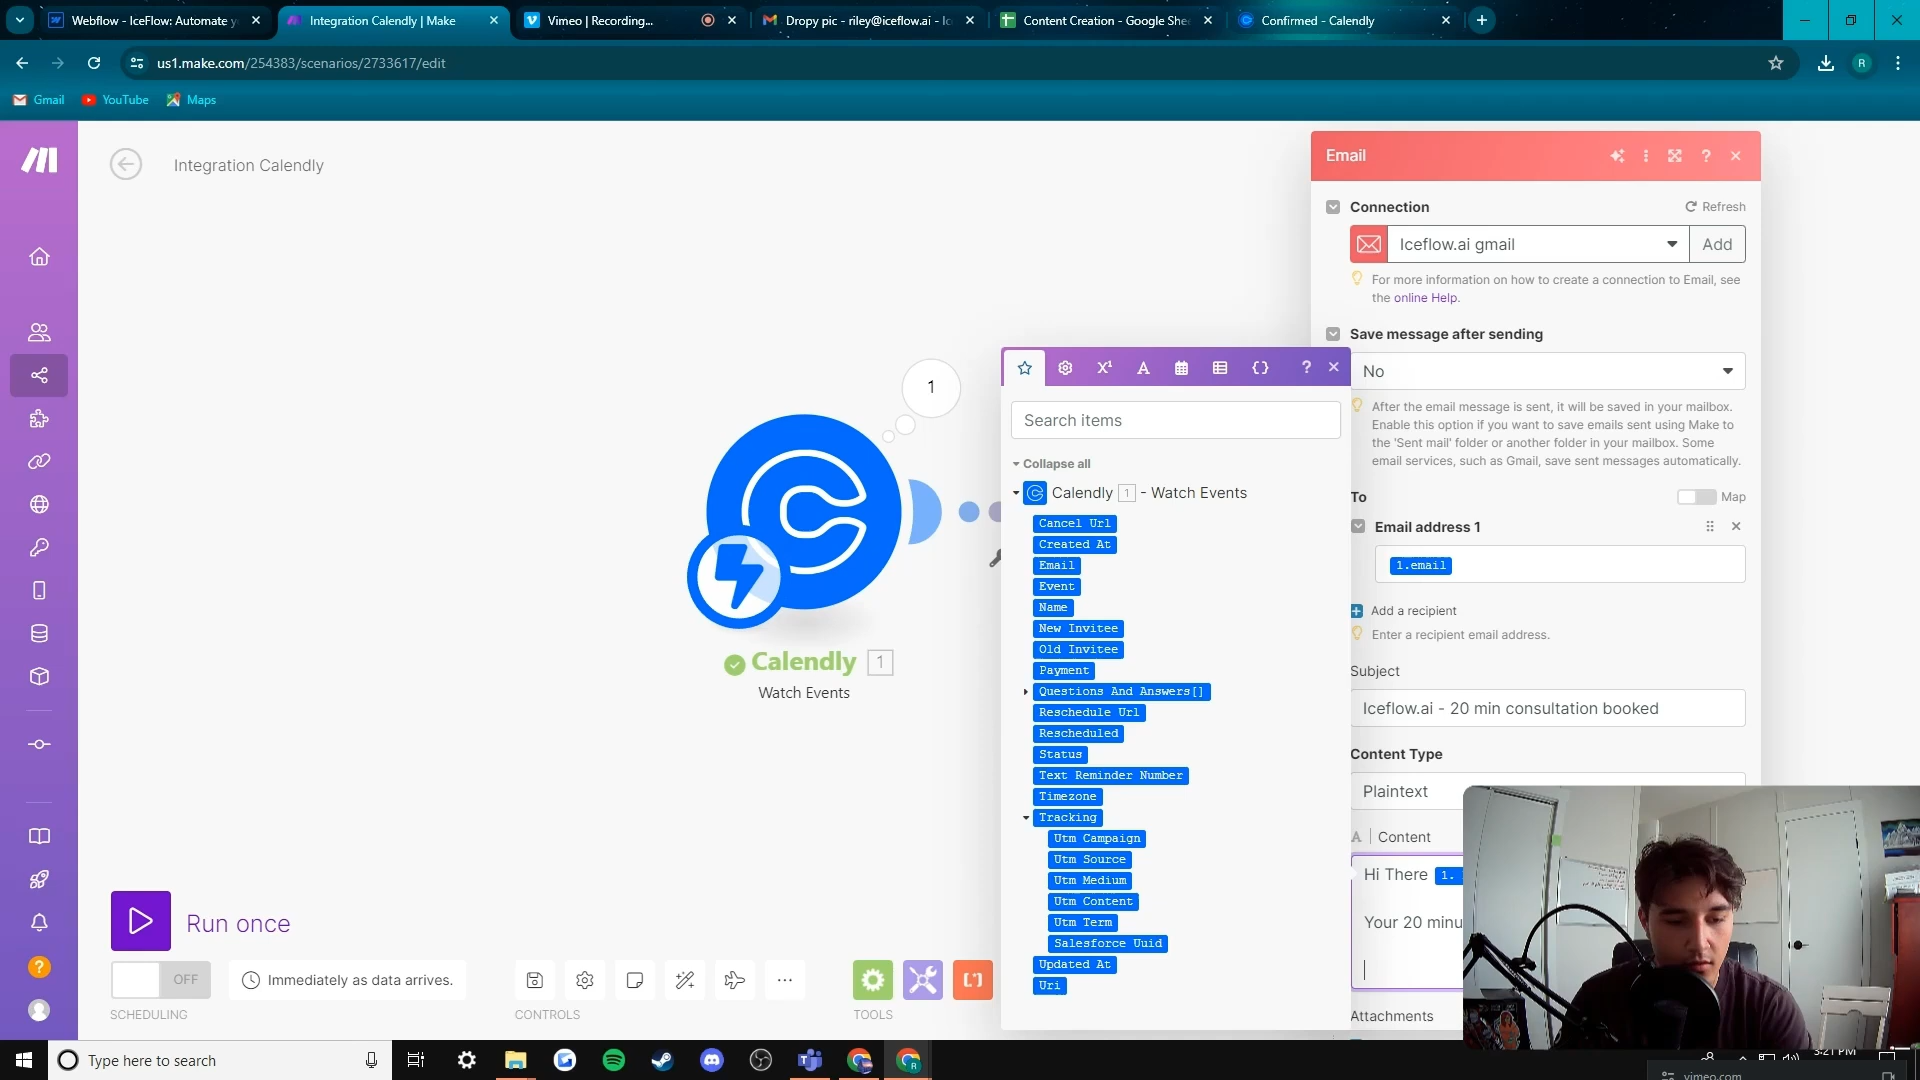 Webflow - IceFlow: Automate y
Integration Calendly | Make
Vimeo | Recording...
Dropy pic - riley@iceflow.ai - Ic
Content Creation - Google She
Confirmed - Calendly
us1.make.com/254383/scenarios/2733617/edit
R
Gmail
YouTube
Maps
Integration Calendly
Email
?
Connection
Refresh
Iceflow.ai gmail
Add
For more information on how to create a connection to Email, see
the online Help.
Save message after sending
No
After the email message is sent, it will be saved in your mailbox.
Enable this option if you want to save emails sent using Make to
the 'Sent mail' folder or another folder in your mailbox. Some
email services, such as Gmail, save sent messages automatically.
To
Map
Email address 1
1.email
Add a recipient
Enter a recipient email address.
Subject
Iceflow.ai - 20 min consultation booked
Content Type
Plaintext
A | Content
Hi There 1.
Your 20 minu
Attachments
1
Calendly 1
Watch Events
X¹
A
?
Search items
Collapse all
Calendly 1 - Watch Events
Cancel Url
Created At
Email
Event
Name
New Invitee
Old Invitee
Payment
Questions And Answers[]
Reschedule Url
Rescheduled
Status
Text Reminder Number
Timezone
Tracking
Utm Campaign
Utm Source
Utm Medium
Utm Content
Utm Term
Salesforce Uuid
Updated At
Uri
Run once
OFF
Immediately as data arrives.
SCHEDULING
CONTROLS
TOOLS
Type here to search
3:21 PM
vimeo.com